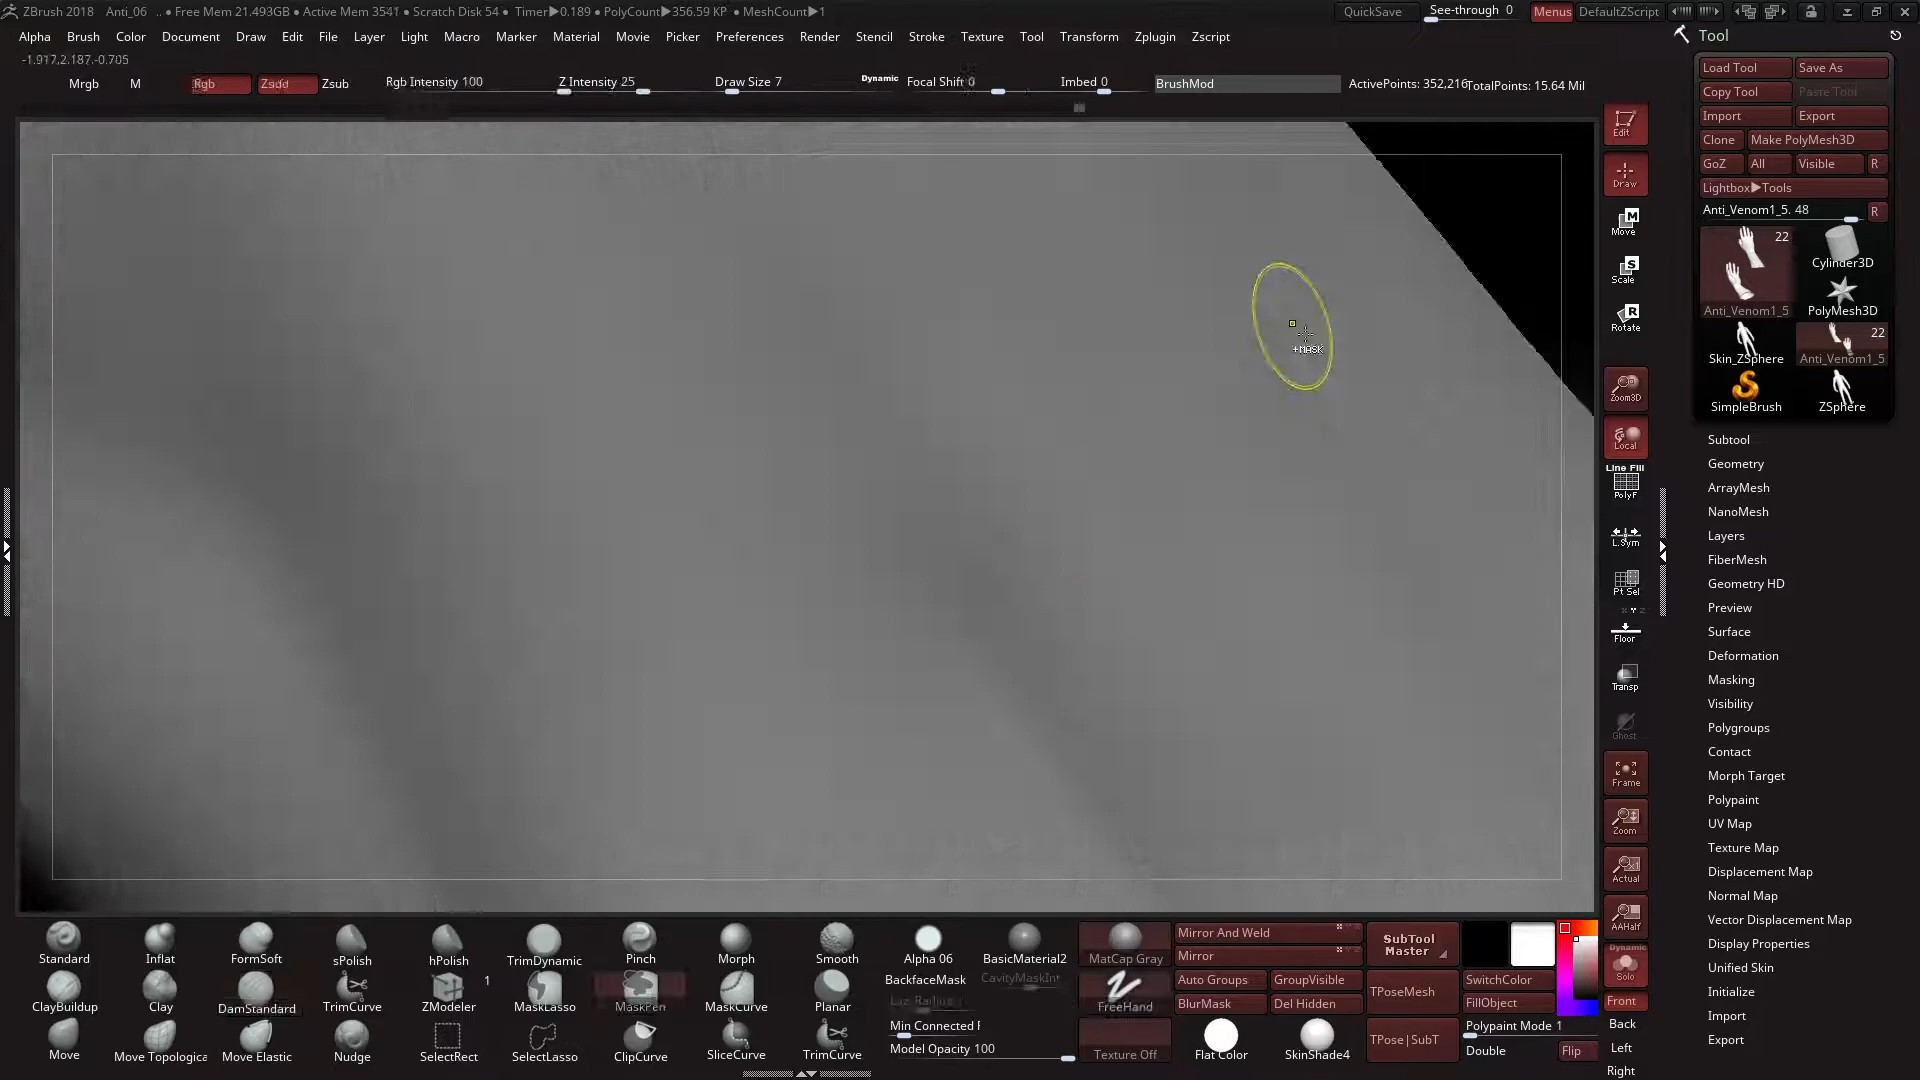 ZBrush 2018 Anti_06 .. ● Free Mem 21.493GB ● Active Mem 3541 ● Scratch Disk 54 ● Timer▶0.189 ● PolyCount▶356.59 KP ● MeshCount▶1
QuickSave
See-through 0
Menus
DefaultZScript
Alpha Brush Color Document Draw Edit File Layer Light Macro Marker Material Movie Picker Preferences Render Stencil Stroke Texture Tool Transform Zplugin Zscript
-1.917,2.187,-0.705
Mrgb M Rgb Zadd Zsub
Rgb Intensity 100
Z Intensity 25
Draw Size 7
Dynamic
Focal Shift 0
Imbed 0
BrushMod
ActivePoints: 352,216
TotalPoints: 15.64 Mil
+MASK
Edit
Draw
Move
Scale
Rotate
Zoom3D
Local
Line Fill
PolyF
L.Sym
Pt Sel
Floor
Transp
Ghost
Frame
Zoom
Actual
AAHalf
Dynamic
Solo
Front
Back
Left
Right
Tool
Load Tool Save As
Copy Tool Paste Tool
Import Export
Clone Make PolyMesh3D
GoZ All Visible R
Lightbox▶Tools
Anti_Venom1_5. 48 R
22
Cylinder3D
Anti_Venom1_5 PolyMesh3D
22
Skin_ZSphere Anti_Venom1_5
SimpleBrush ZSphere
Subtool
Geometry
ArrayMesh
NanoMesh
Layers
FiberMesh
Geometry HD
Preview
Surface
Deformation
Masking
Visibility
Polygroups
Contact
Morph Target
Polypaint
UV Map
Texture Map
Displacement Map
Normal Map
Vector Displacement Map
Display Properties
Unified Skin
Initialize
Import
Export
Standard Inflat FormSoft sPolish hPolish TrimDynamic Pinch Morph Smooth Alpha 06 BasicMaterial2 MatCap Gray
ClayBuildup Clay DamStandard TrimCurve ZModeler 1 MaskLasso MaskPen MaskCurve Planar
Move Move Topologica Move Elastic Nudge SelectRect SelectLasso ClipCurve SliceCurve TrimCurve
BackfaceMask
Min Connected P
Model Opacity 100
FreeHand
Texture Off
Mirror And Weld
Mirror
Auto Groups GroupVisible
BlurMask Del Hidden
Flat Color SkinShade4
SubTool
Master
TPoseMesh
TPose|SubT
SwitchColor
FillObject
Polypaint Mode 1
Double Flip